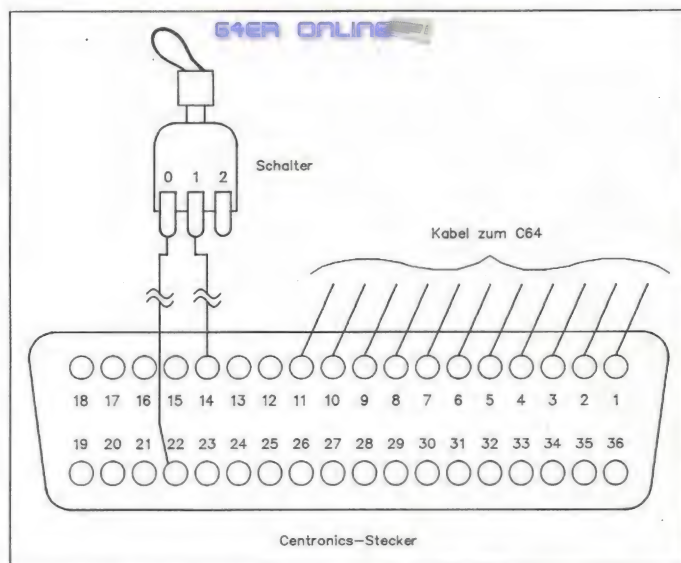 64ER ONLINE
0 1 2
Schalter
Kabel zum C64
18 17 16 15 14 13 12 11 10 9 8 7 6 5 4 3 2 1
19 20 21 22 23 24 25 26 27 28 29 30 31 32 33 34 35 36
Centronics-Stecker